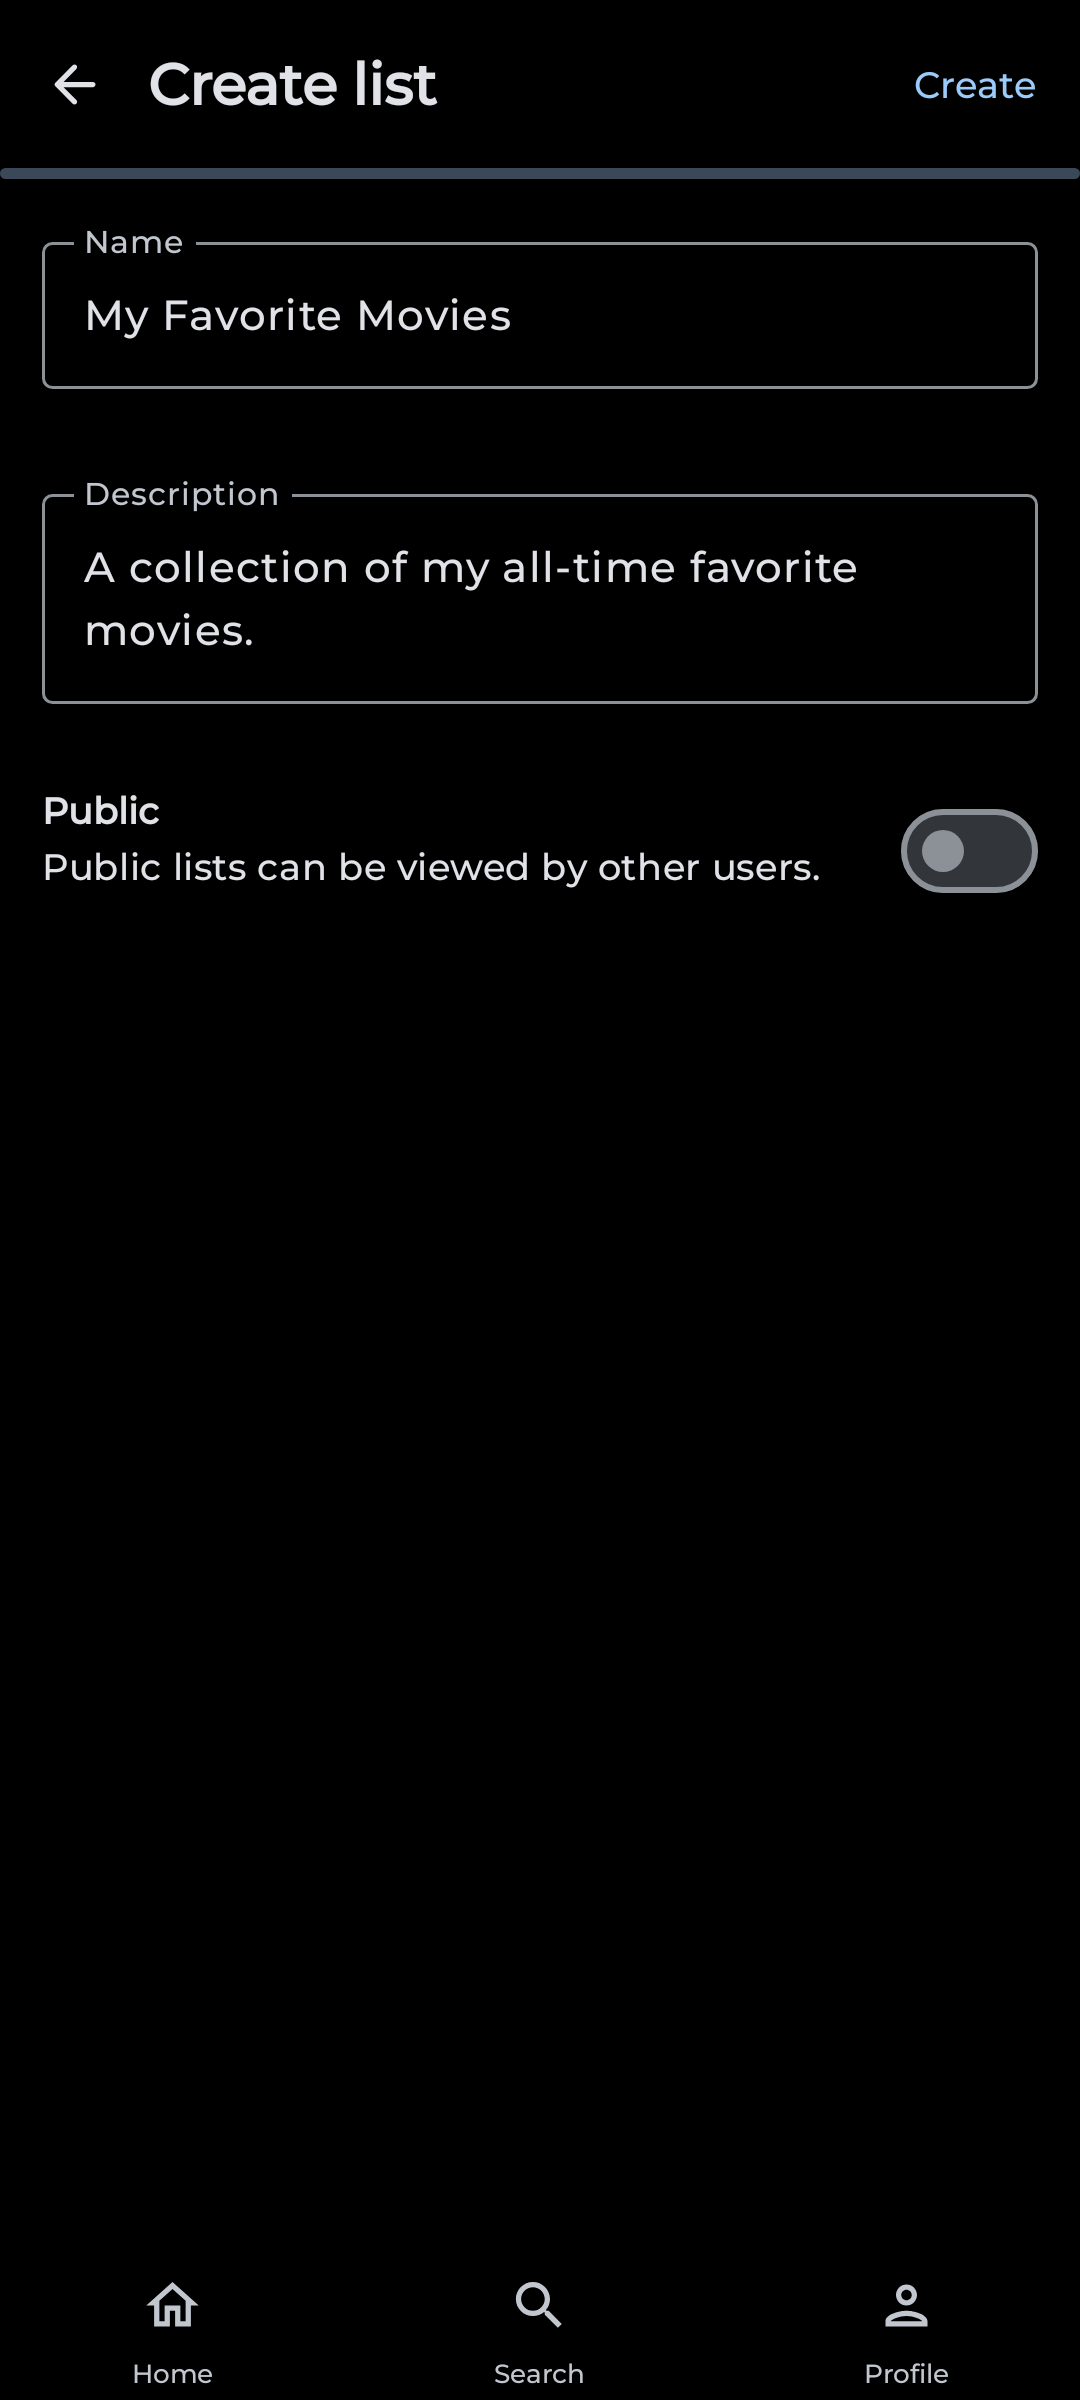 Create list
Create
Name
My Favorite Movies
Description
A collection of my all-time favorite
movies.
Public
Public lists can be viewed by other users.
Home
Search
Profile